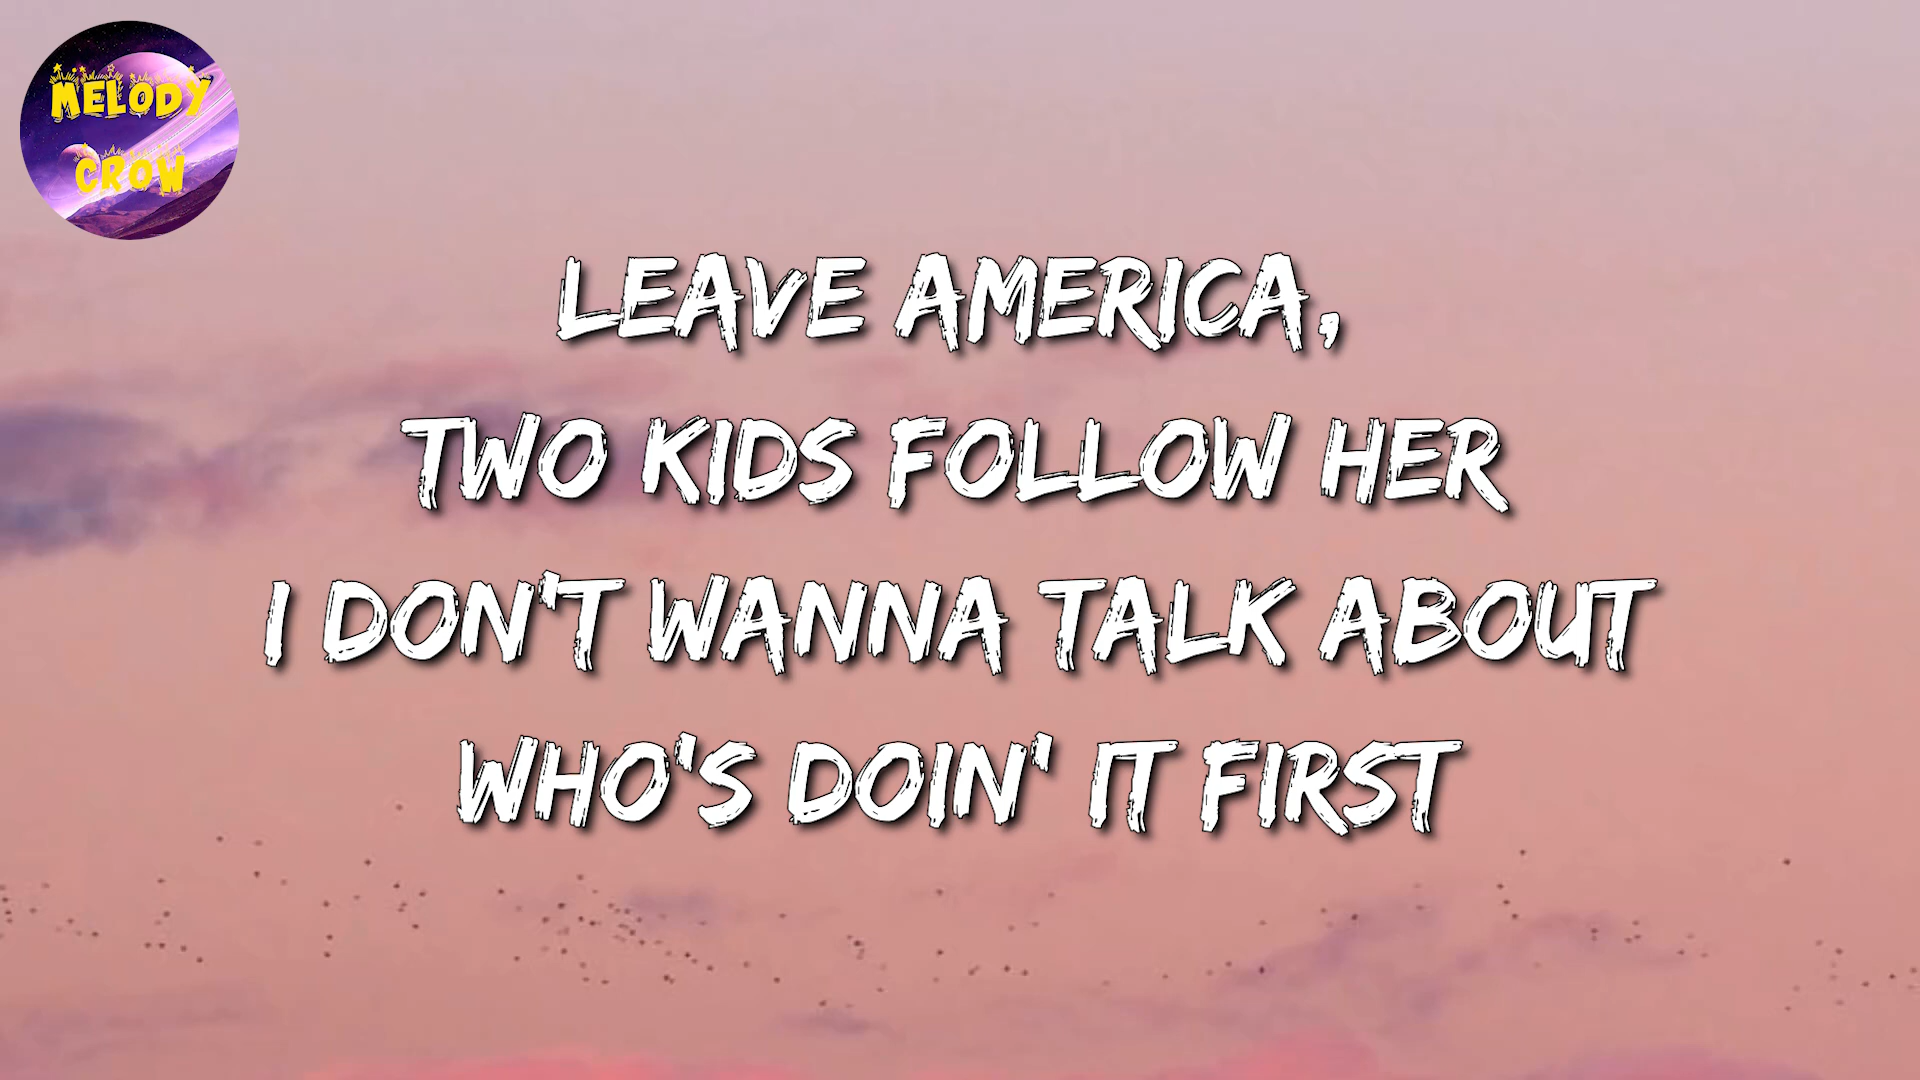 MELODY
CROW
LEAVE AMERICA,
TWO KIDS FOLLOW HER
I DON'T WANNA TALK ABOUT
WHO'S DOIN' IT FIRST